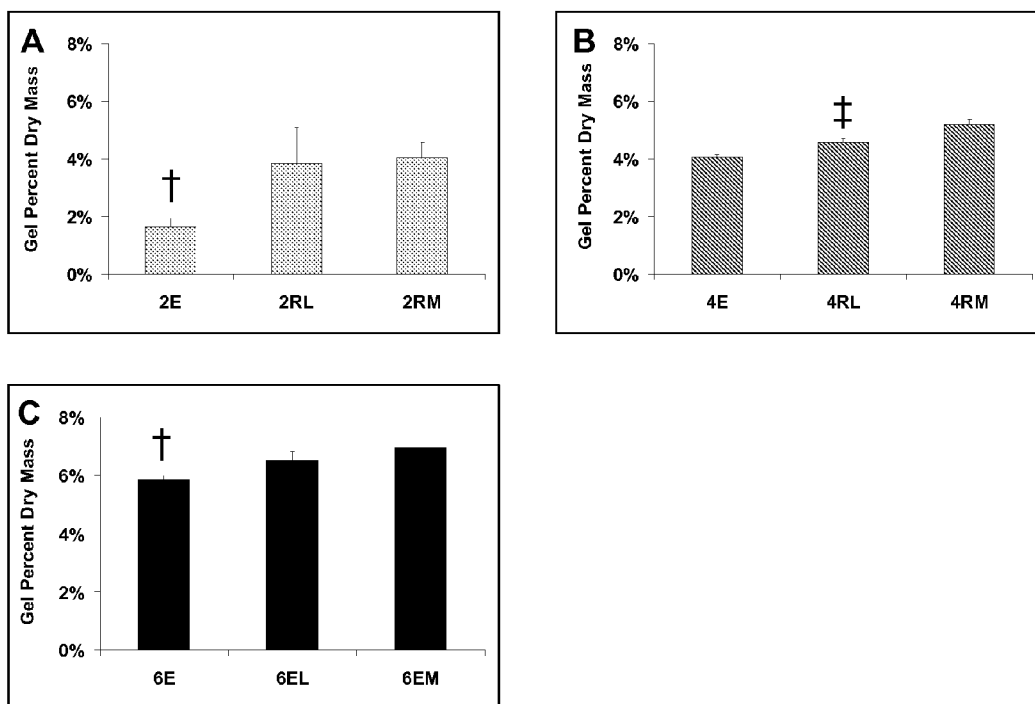 A
Gel Percent Dry Mass
8%
6%
4%
2%
0%
†
2E
2RL
2RM
B
Gel Percent Dry Mass
8%
6%
4%
2%
0%
‡
4E
4RL
4RM
C
Gel Percent Dry Mass
8%
6%
4%
2%
0%
†
6E
6EL
6EM